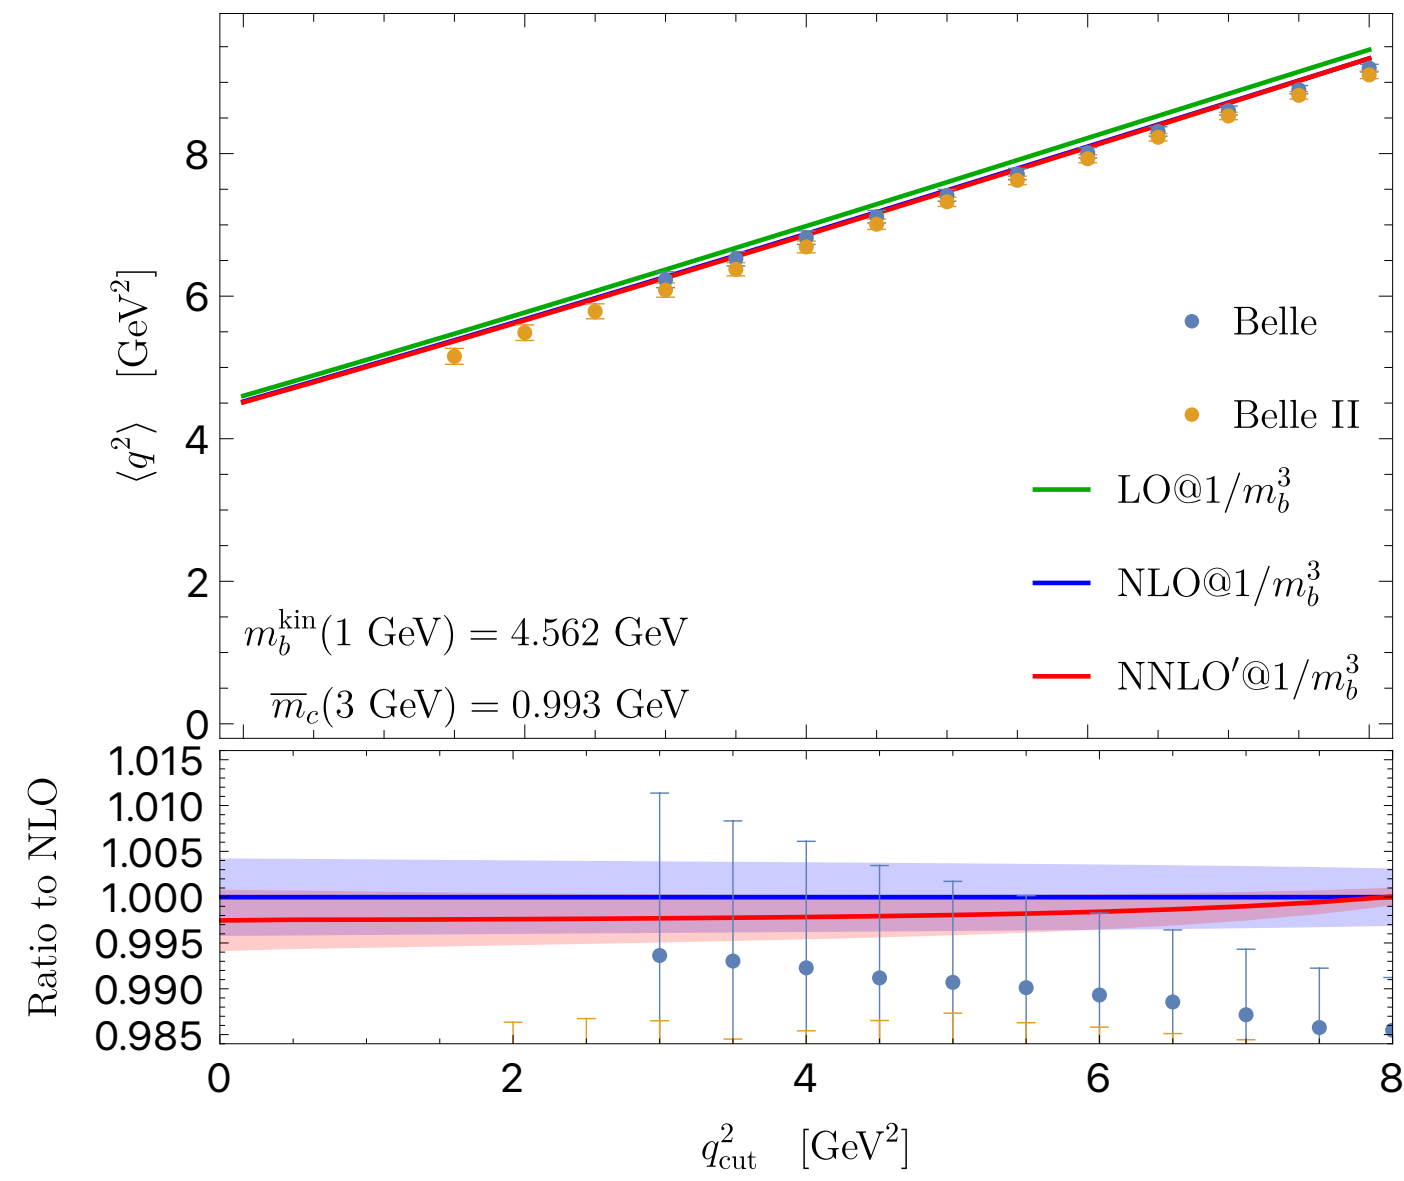 ⟨q²⟩ [GeV²]
8
6
4
2
0
Belle
Belle II
LO@1/m_b^3
NLO@1/m_b^3
NNLO′@1/m_b^3
m_b^kin(1 GeV) = 4.562 GeV
m̅_c(3 GeV) = 0.993 GeV
Ratio to NLO
1.015
1.010
1.005
1.000
0.995
0.990
0.985
0 2 4 6 8
q²_cut [GeV²]